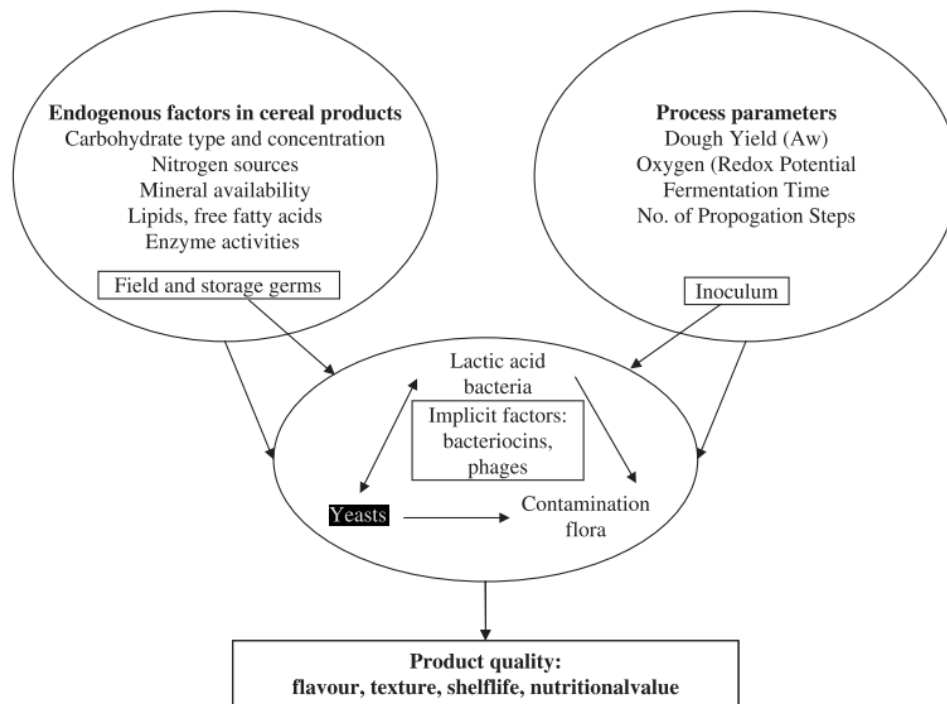 Endogenous factors in cereal products
Carbohydrate type and concentration
Nitrogen sources
Mineral availability
Lipids, free fatty acids
Enzyme activities
Field and storage germs
Process parameters
Dough Yield (Aw)
Oxygen (Redox Potential
Fermentation Time
No. of Propogation Steps
Inoculum
Lactic acid
bacteria
Implicit factors:
bacteriocins,
phages
Yeasts
Contamination
flora
Product quality:
flavour, texture, shelflife, nutritionalvalue